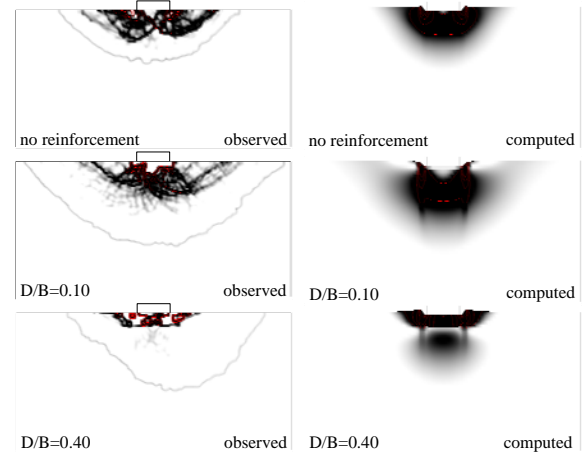 no reinforcement observed
no reinforcement computed
D/B=0.10 observed
D/B=0.10 computed
D/B=0.40 observed
D/B=0.40 computed